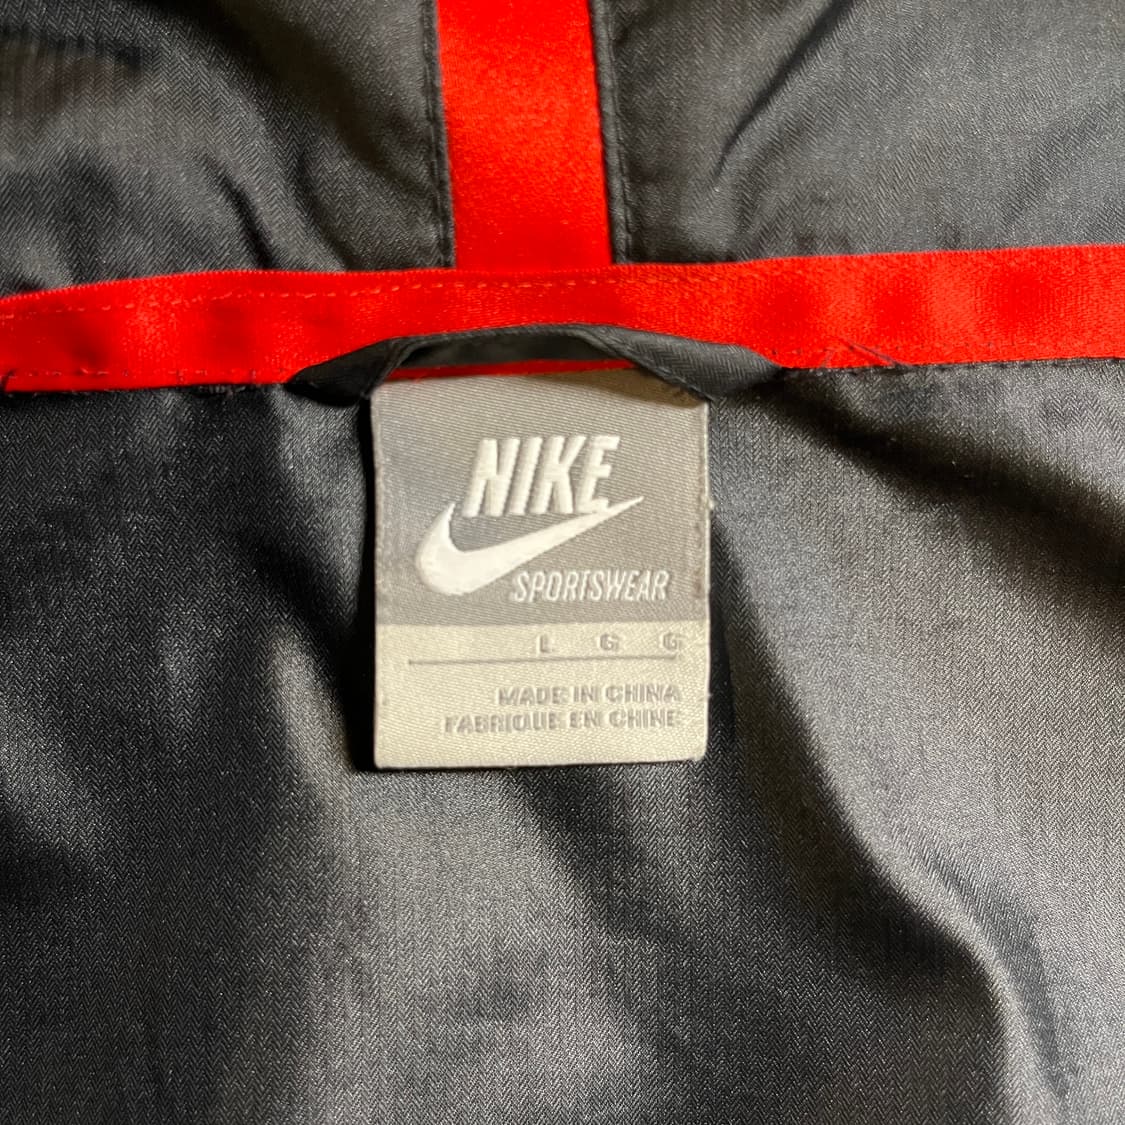 NIKE
SPORTSWEAR
L G G
MADE IN CHINA
FABRIQUE EN CHINE